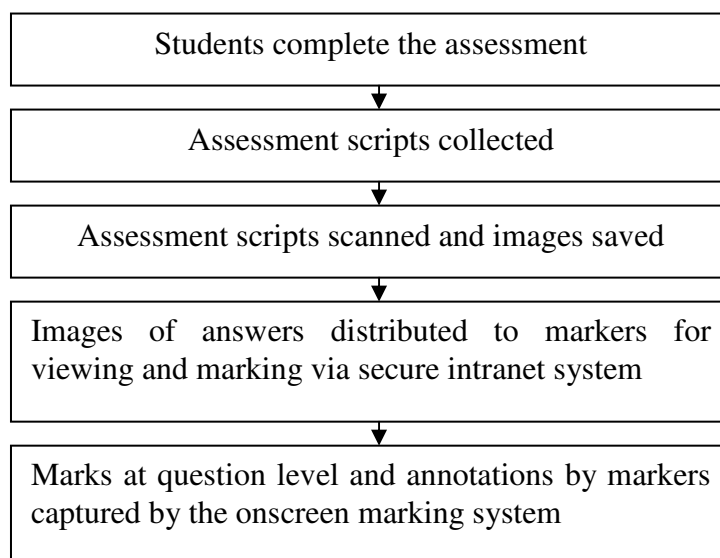 Students complete the assessment
Assessment scripts collected
Assessment scripts scanned and images saved
Images of answers distributed to markers for
viewing and marking via secure intranet system
Marks at question level and annotations by markers
captured by the onscreen marking system